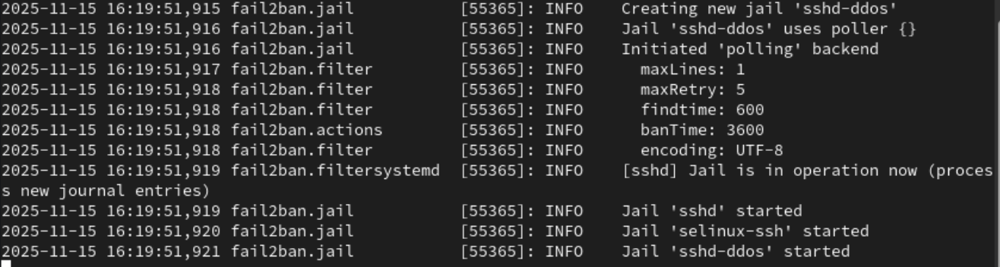 2025-11-15 16:19:51,915 fail2ban.jail           [55365]: INFO    Creating new jail 'sshd-ddos'
2025-11-15 16:19:51,916 fail2ban.jail           [55365]: INFO    Jail 'sshd-ddos' uses poller {}
2025-11-15 16:19:51,916 fail2ban.jail           [55365]: INFO    Initiated 'polling' backend
2025-11-15 16:19:51,917 fail2ban.filter         [55365]: INFO      maxLines: 1
2025-11-15 16:19:51,918 fail2ban.filter         [55365]: INFO      maxRetry: 5
2025-11-15 16:19:51,918 fail2ban.filter         [55365]: INFO      findtime: 600
2025-11-15 16:19:51,918 fail2ban.actions        [55365]: INFO      banTime: 3600
2025-11-15 16:19:51,918 fail2ban.filter         [55365]: INFO      encoding: UTF-8
2025-11-15 16:19:51,919 fail2ban.filtersystemd  [55365]: INFO    [sshd] Jail is in operation now (proces
s new journal entries)
2025-11-15 16:19:51,919 fail2ban.jail           [55365]: INFO    Jail 'sshd' started
2025-11-15 16:19:51,920 fail2ban.jail           [55365]: INFO    Jail 'selinux-ssh' started
2025-11-15 16:19:51,921 fail2ban.jail           [55365]: INFO    Jail 'sshd-ddos' started